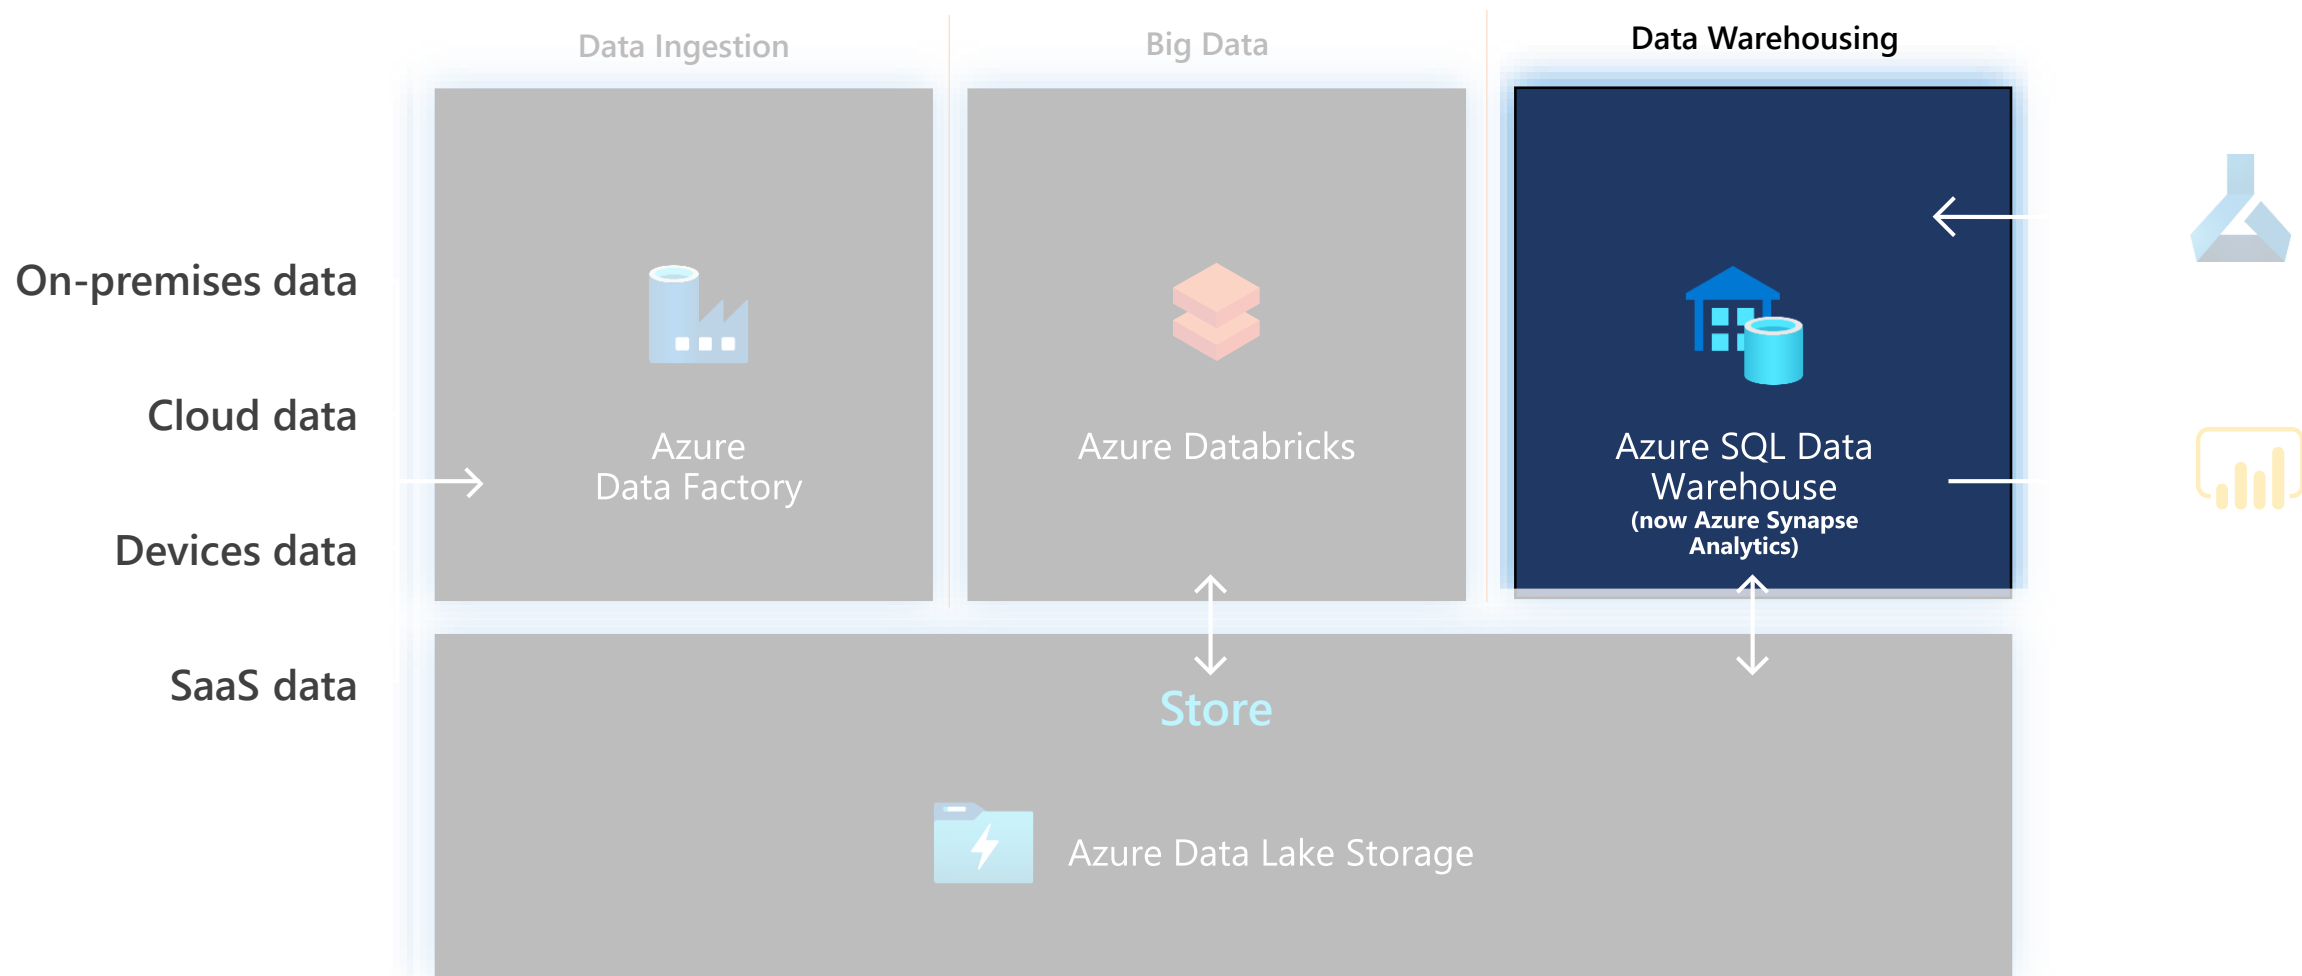 Data Ingestion
Big Data
Data Warehousing
On-premises data
Cloud data
Devices data
SaaS data
Azure
Data Factory
Azure Databricks
Azure SQL Data
Warehouse
(now Azure Synapse
Analytics)
Store
Azure Data Lake Storage